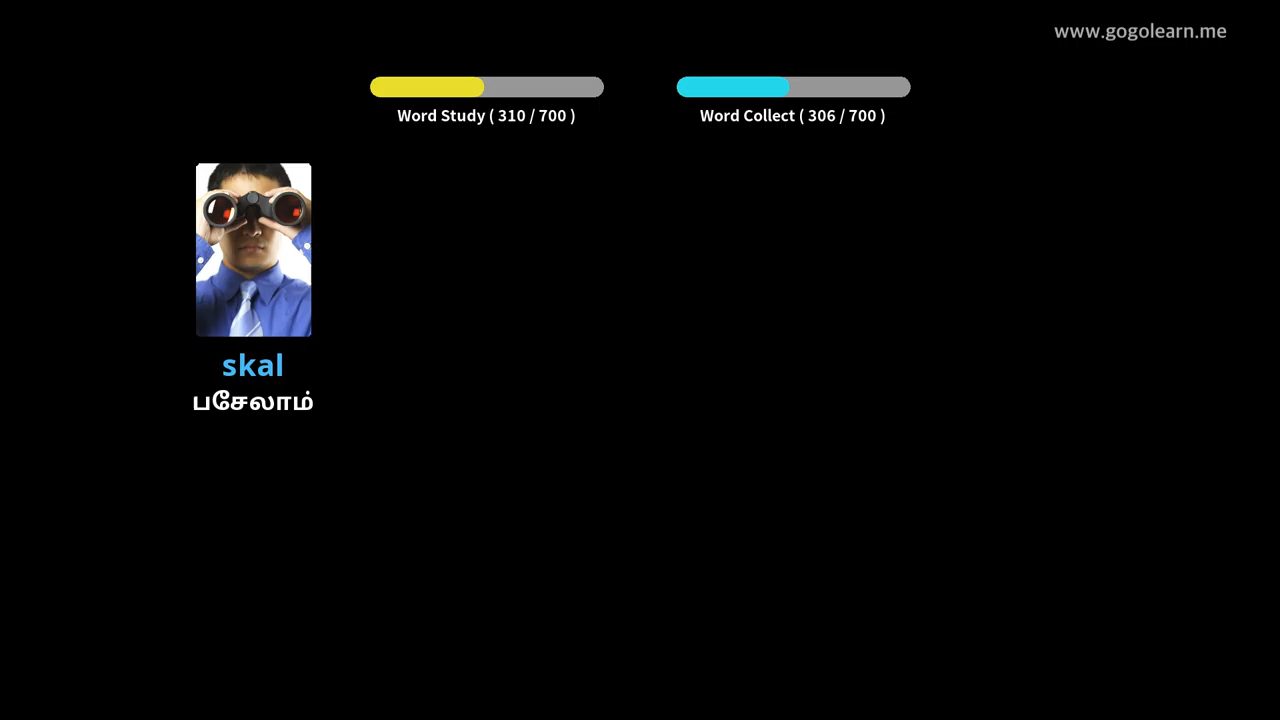 www.gogolearn.me
Word Study ( 310 / 700 )
Word Collect ( 306 / 700 )
skal
பசேலாம்